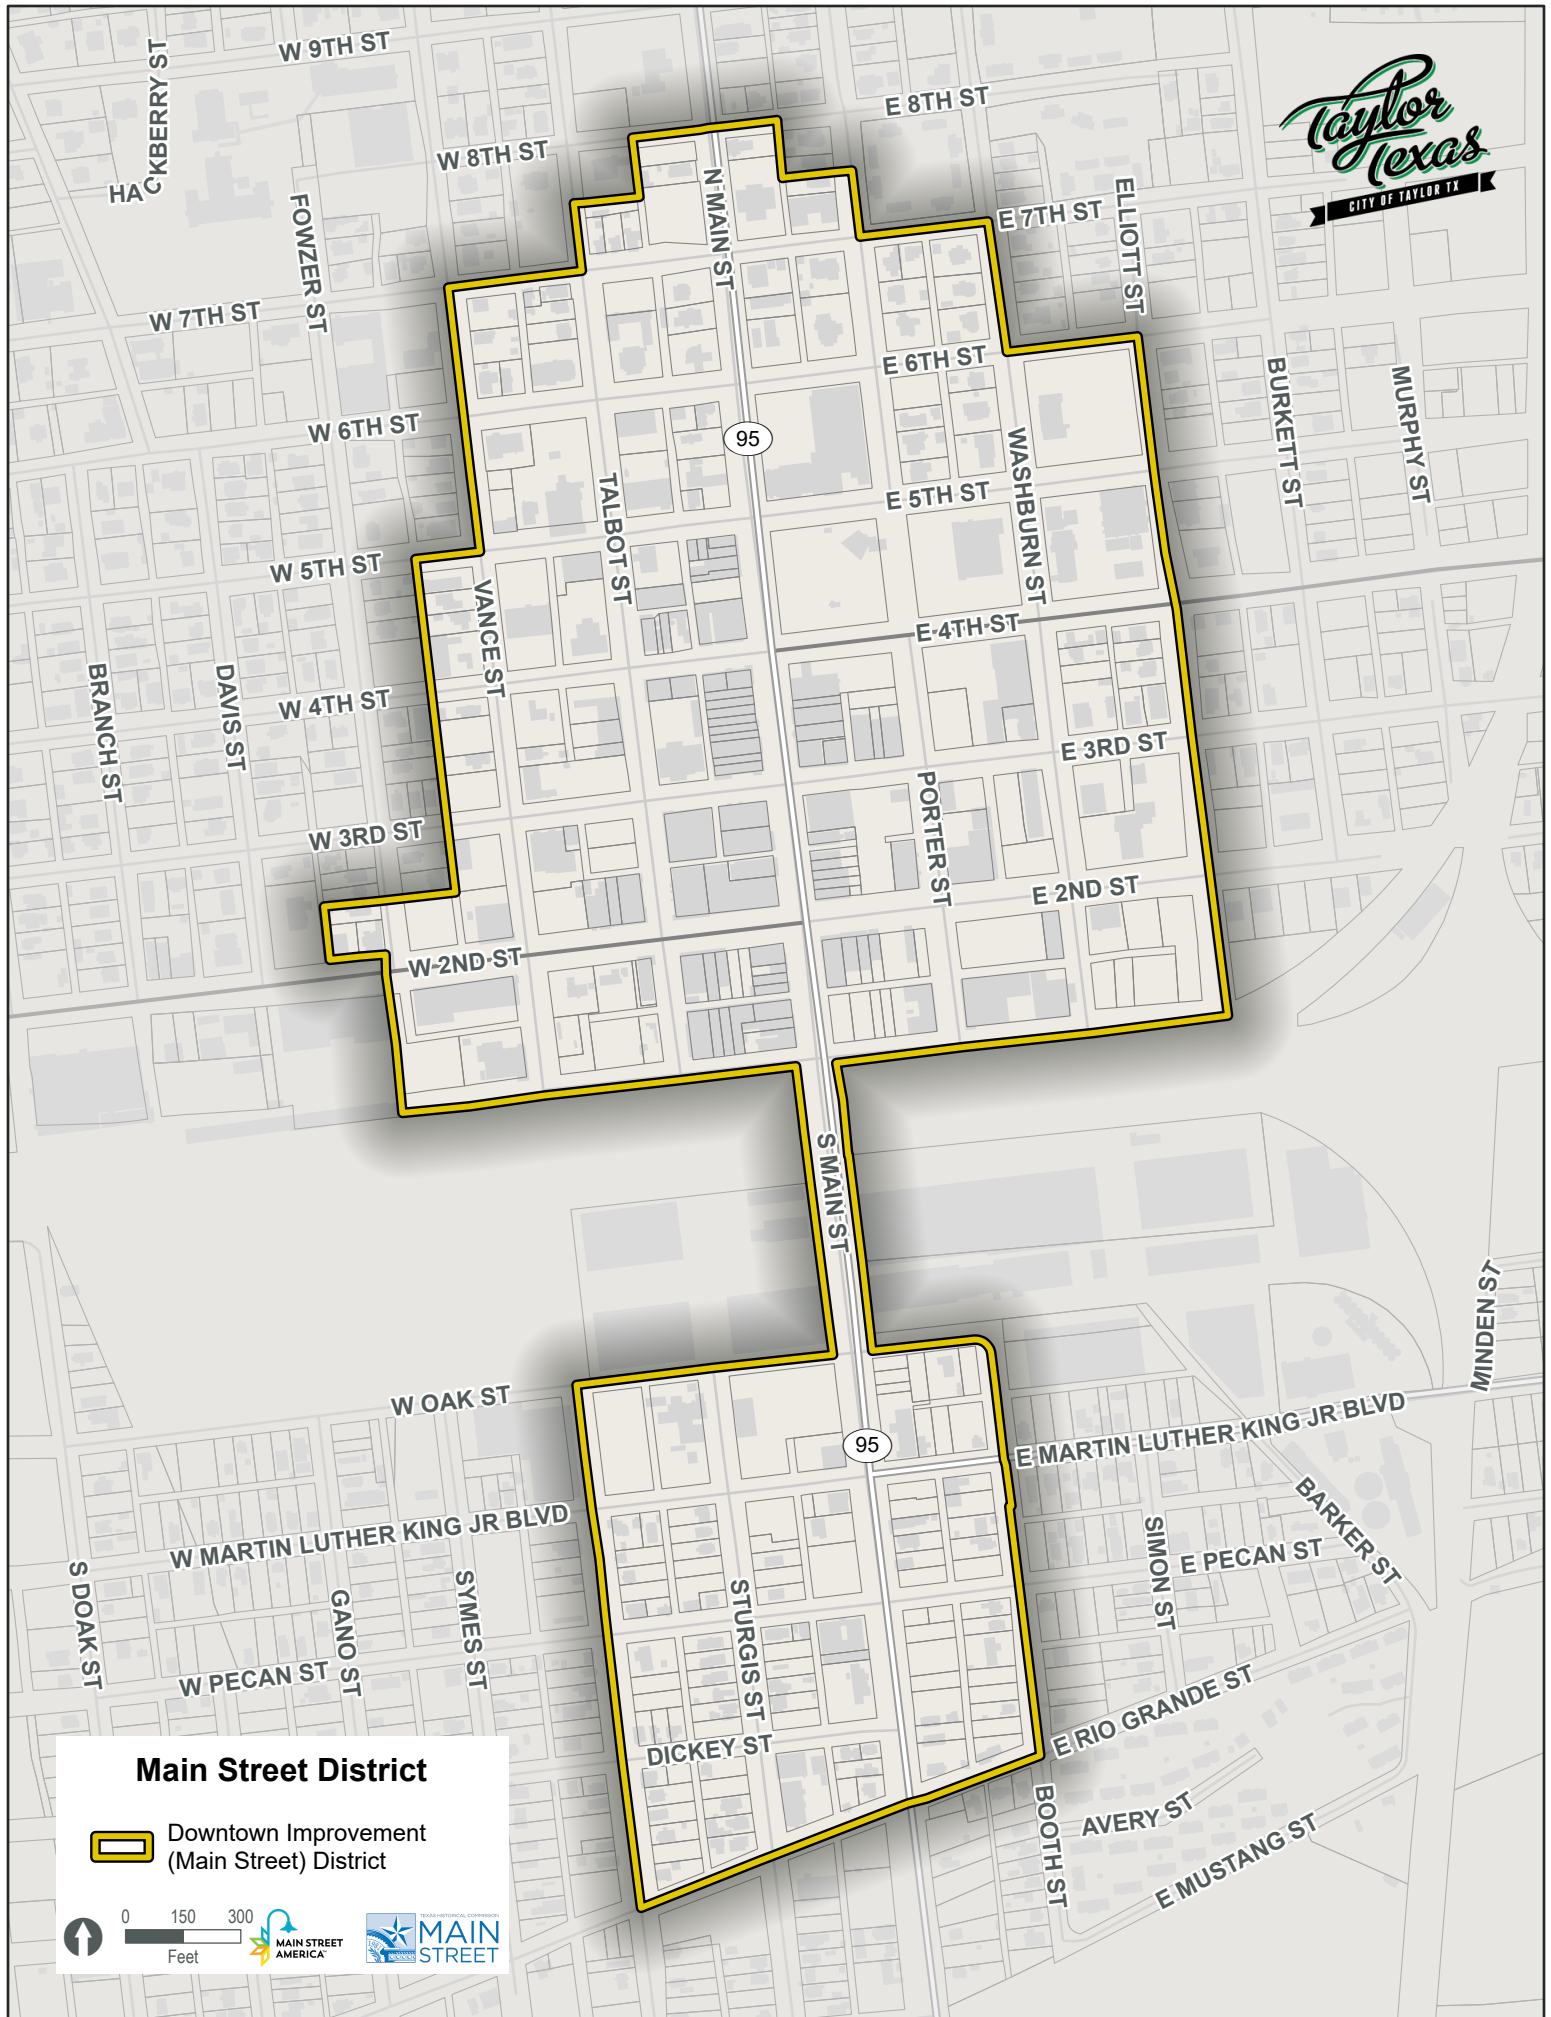 W 9TH ST
HACKBERRY ST
E 8TH ST
W 8TH ST
Taylor
Texas
CITY OF TAYLOR TX
N MAIN ST
E 7TH ST
ELLIOTT ST
FOWZER ST
W 7TH ST
E 6TH ST
BURKETT ST
MURPHY ST
W 6TH ST
95
WASHBURN ST
TALBOT ST
E 5TH ST
W 5TH ST
VANCE ST
E 4TH ST
BRANCH ST
DAVIS ST
W 4TH ST
E 3RD ST
PORTER ST
W 3RD ST
E 2ND ST
W 2ND ST
S MAIN ST
MINDEN ST
W OAK ST
95
E MARTIN LUTHER KING JR BLVD
BARKER ST
W MARTIN LUTHER KING JR BLVD
SIMON ST
E PECAN ST
S DOAK ST
GANO ST
SYMES ST
STURGIS ST
W PECAN ST
E RIO GRANDE ST
DICKEY ST
BOOTH ST
AVERY ST
E MUSTANG ST
Main Street District
Downtown Improvement
(Main Street) District
0 150 300
Feet
MAIN STREET
AMERICA
TEXAS HISTORICAL COMMISSION
MAIN
STREET